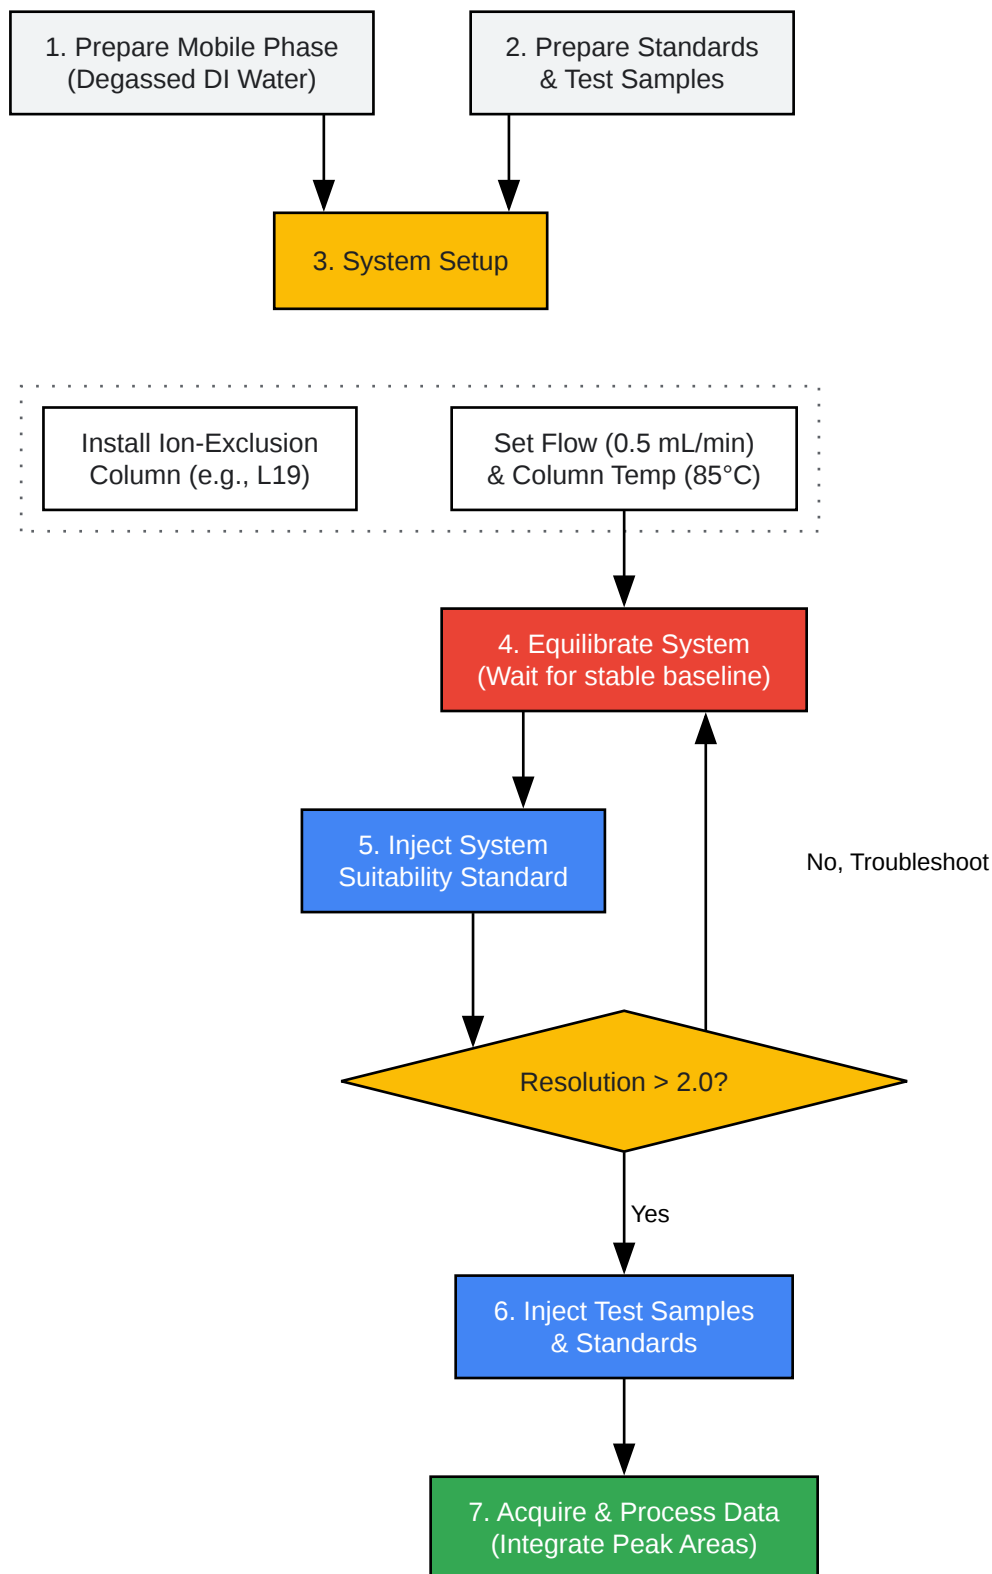 1. Prepare Mobile Phase
(Degassed DI Water)
2. Prepare Standards
& Test Samples
3. System Setup
Install Ion-Exclusion
Column (e.g., L19)
Set Flow (0.5 mL/min)
& Column Temp (85°C)
4. Equilibrate System
(Wait for stable baseline)
5. Inject System
Suitability Standard
No, Troubleshoot
Resolution > 2.0?
Yes
6. Inject Test Samples
& Standards
7. Acquire & Process Data
(Integrate Peak Areas)